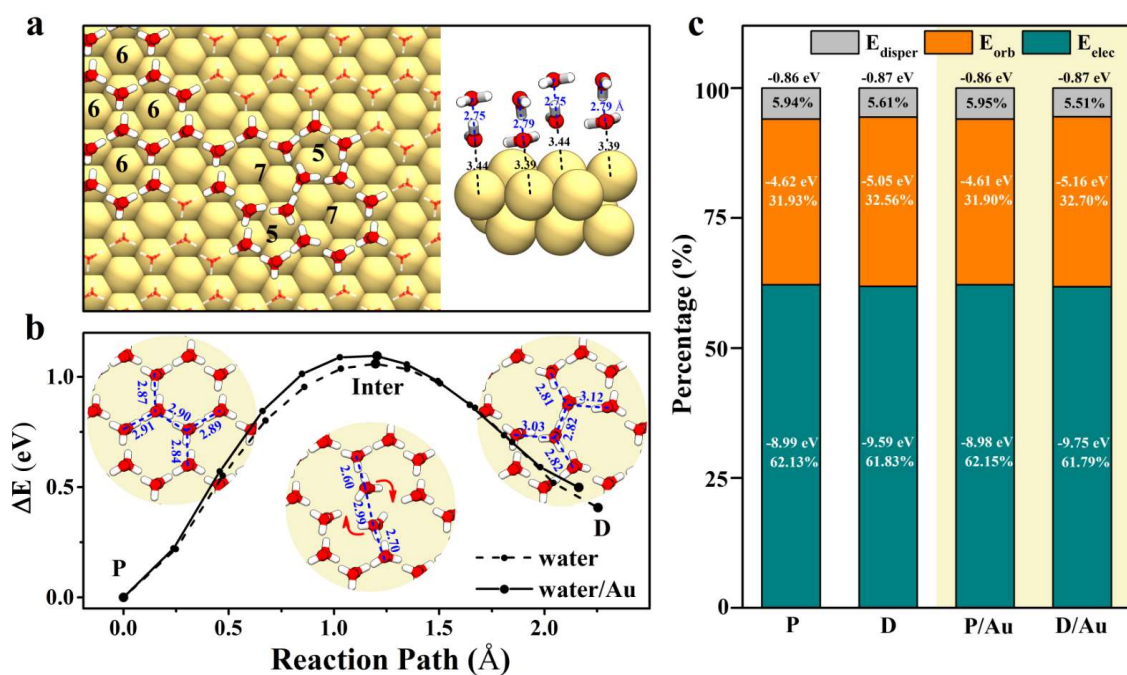 a
6
6
6
6
5
7
7
5
2.75
2.79
2.75
2.79 Å
3.44
3.39
3.44
3.39
b
ΔE (eV)
1.0
0.5
0.0
P
Inter
D
2.87
2.90
2.91
2.89
2.84
2.60
2.99
2.70
2.81
3.12
3.03
2.82
2.82
water
water/Au
0.0 0.5 1.0 1.5 2.0
Reaction Path (Å)
c
E_disper E_orb E_elec
Percentage (%)
100
75
50
25
0
-0.86 eV -0.87 eV -0.86 eV -0.87 eV
5.94% 5.61% 5.95% 5.51%
-4.62 eV -5.05 eV -4.61 eV -5.16 eV
31.93% 32.56% 31.90% 32.70%
-8.99 eV -9.59 eV -8.98 eV -9.75 eV
62.13% 61.83% 62.15% 61.79%
P D P/Au D/Au